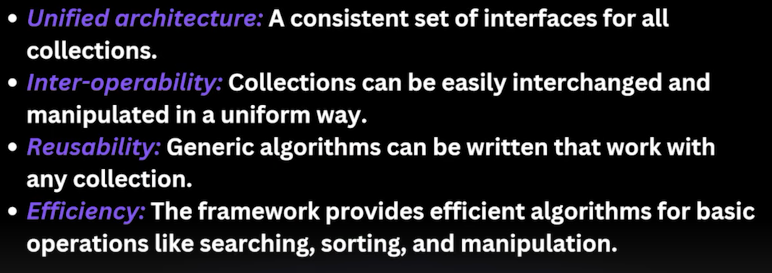 • Unified architecture: A consistent set of interfaces for all
collections.
• Inter-operability: Collections can be easily interchanged and
manipulated in a uniform way.
• Reusability: Generic algorithms can be written that work with
any collection.
• Efficiency: The framework provides efficient algorithms for basic
operations like searching, sorting, and manipulation.